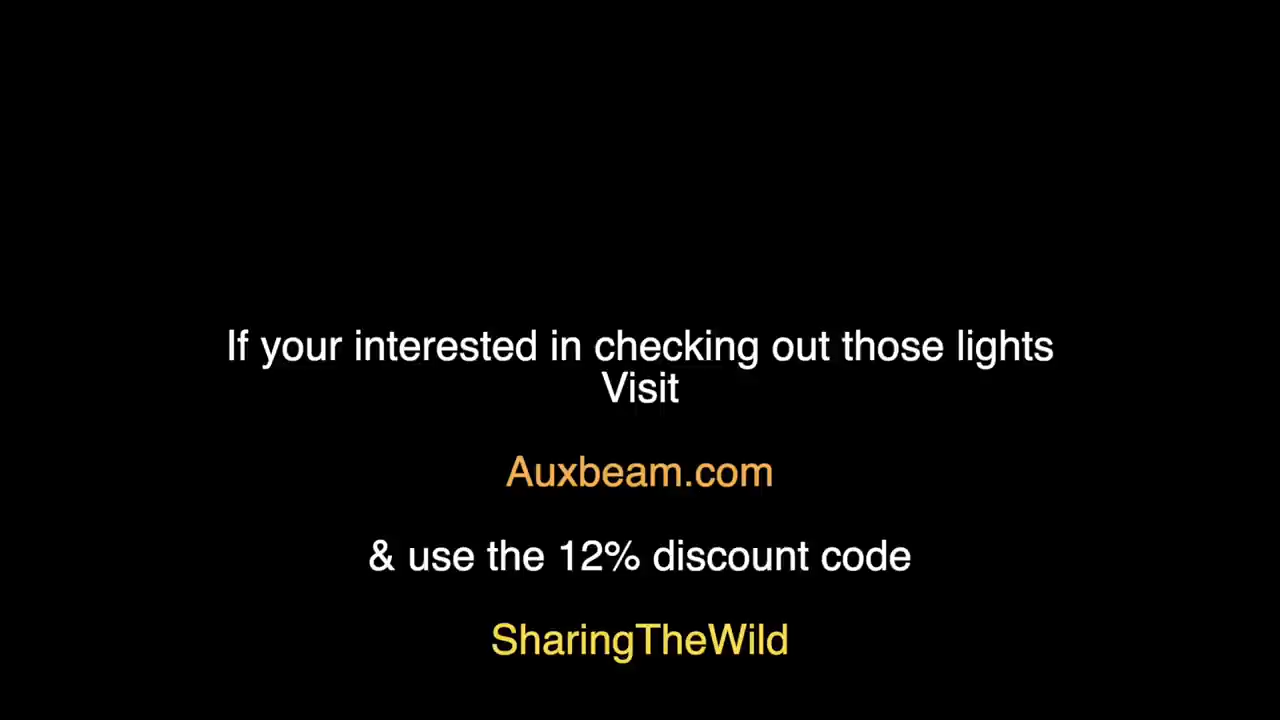 If your interested in checking out those lights
Visit
Auxbeam.com
& use the 12% discount code
SharingTheWild